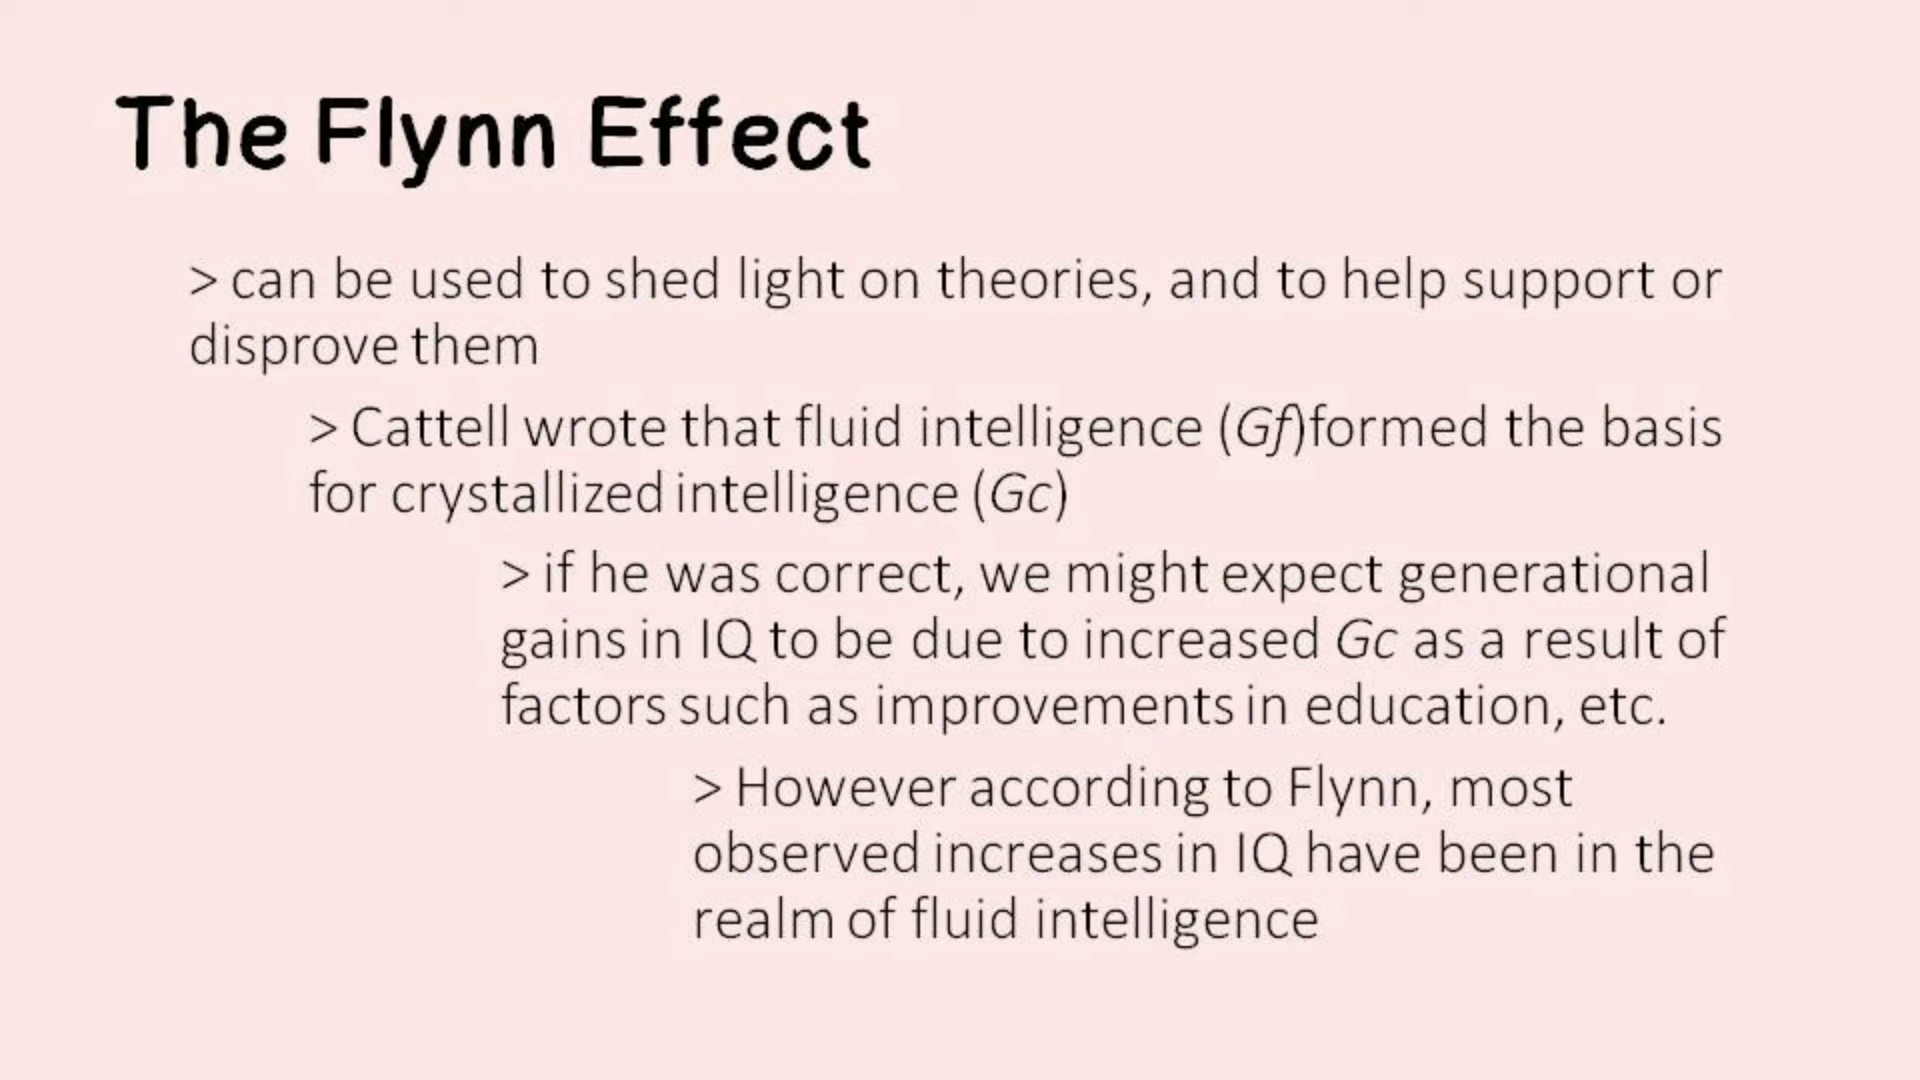 The Flynn Effect
> can be used to shed light on theories, and to help support or
disprove them
> Cattell wrote that fluid intelligence (Gf)formed the basis
for crystallized intelligence (Gc)
> if he was correct, we might expect generational
gains in IQ to be due to increased Gc as a result of
factors such as improvements in education, etc.
> However according to Flynn, most
observed increases in IQ have been in the
realm of fluid intelligence